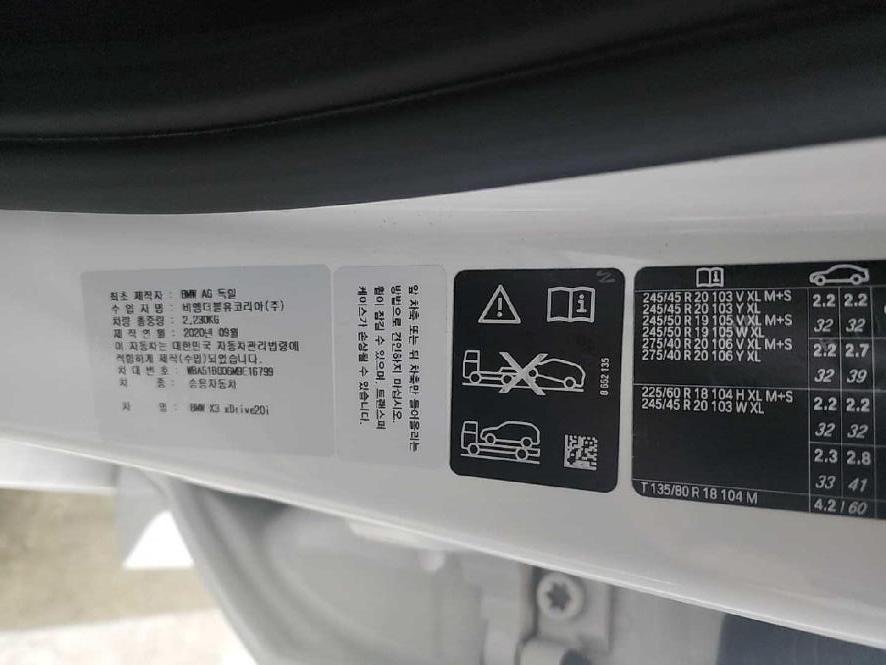 최초 제작자 : BMW AG 독일
수 입 자 명 : 비엠더블유코리아(주)
차량 총중량 : 2,230KG
제 작 연 월 : 2020년 09월
이 자동차는 대한민국 자동차관리법령에
적합하게 제작(수입) 되었습니다.
차 대 번 호 : WBA51BD06M9E16799
차 종 : 승용자동차
차 명 : BMW X3 xDrive20i
앞 차축 또는 뒤 차축만 들어올리는
방법으로 견인하지 마십시오.
휠이 잠길 수 있으며 트랜스퍼
케이스가 손상될 수 있습니다.
8 652 135
245/45 R 20 103 V XL M+S
245/45 R 20 103 Y XL
245/50 R 19 105 V XL M+S
245/50 R 19 105 W XL
275/40 R 20 106 V XL M+S
275/40 R 20 106 Y XL
2.2 2.2
32 32
2.2 2.7
32 39
225/60 R 18 104 H XL M+S
245/45 R 20 103 W XL
2.2 2.2
32 32
2.3 2.8
33 41
T 135/80 R 18 104 M
4.2 / 60